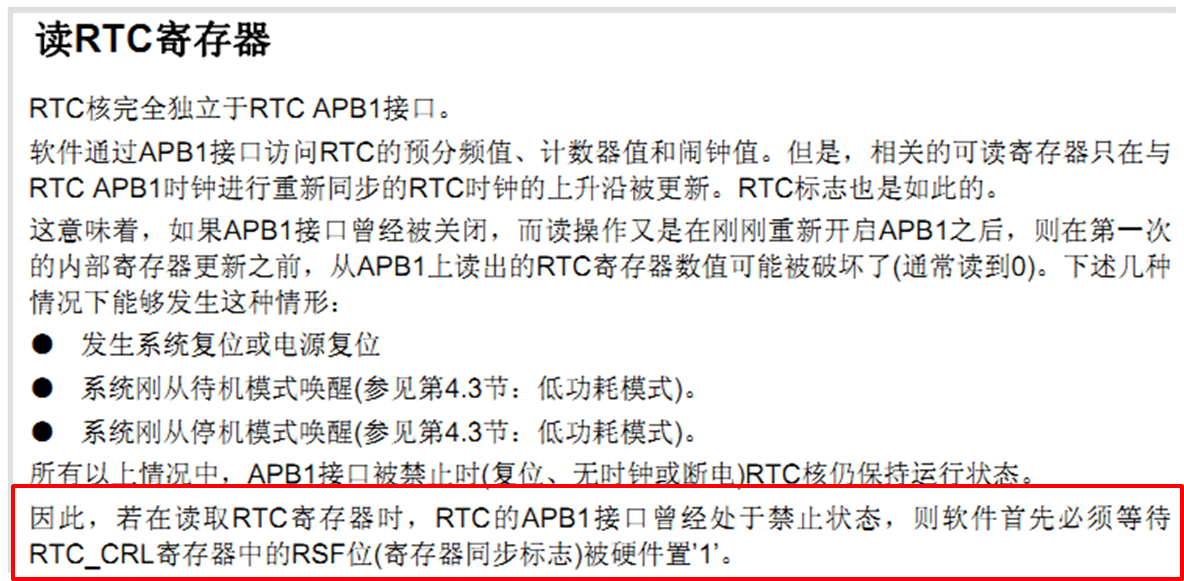 读RTC寄存器
RTC核完全独立于RTC APB1接口。
软件通过APB1接口访问RTC的预分频值、计数器值和闹钟值。但是，相关的可读寄存器只在与
RTC APB1时钟进行重新同步的RTC时钟的上升沿被更新。RTC标志也是如此的。
这意味着，如果APB1接口曾经被关闭，而读操作又是在刚刚重新开启APB1之后，则在第一次
的内部寄存器更新之前，从APB1上读出的RTC寄存器数值可能被破坏了(通常读到0)。下述几种
情况下能够发生这种情形：
● 发生系统复位或电源复位
● 系统刚从待机模式唤醒(参见第4.3节：低功耗模式)。
● 系统刚从停机模式唤醒(参见第4.3节：低功耗模式)。
所有以上情况中，APB1接口被禁止时(复位、无时钟或断电)RTC核仍保持运行状态。
因此，若在读取RTC寄存器时，RTC的APB1接口曾经处于禁止状态，则软件首先必须等待
RTC_CRL寄存器中的RSF位(寄存器同步标志)被硬件置’1’。